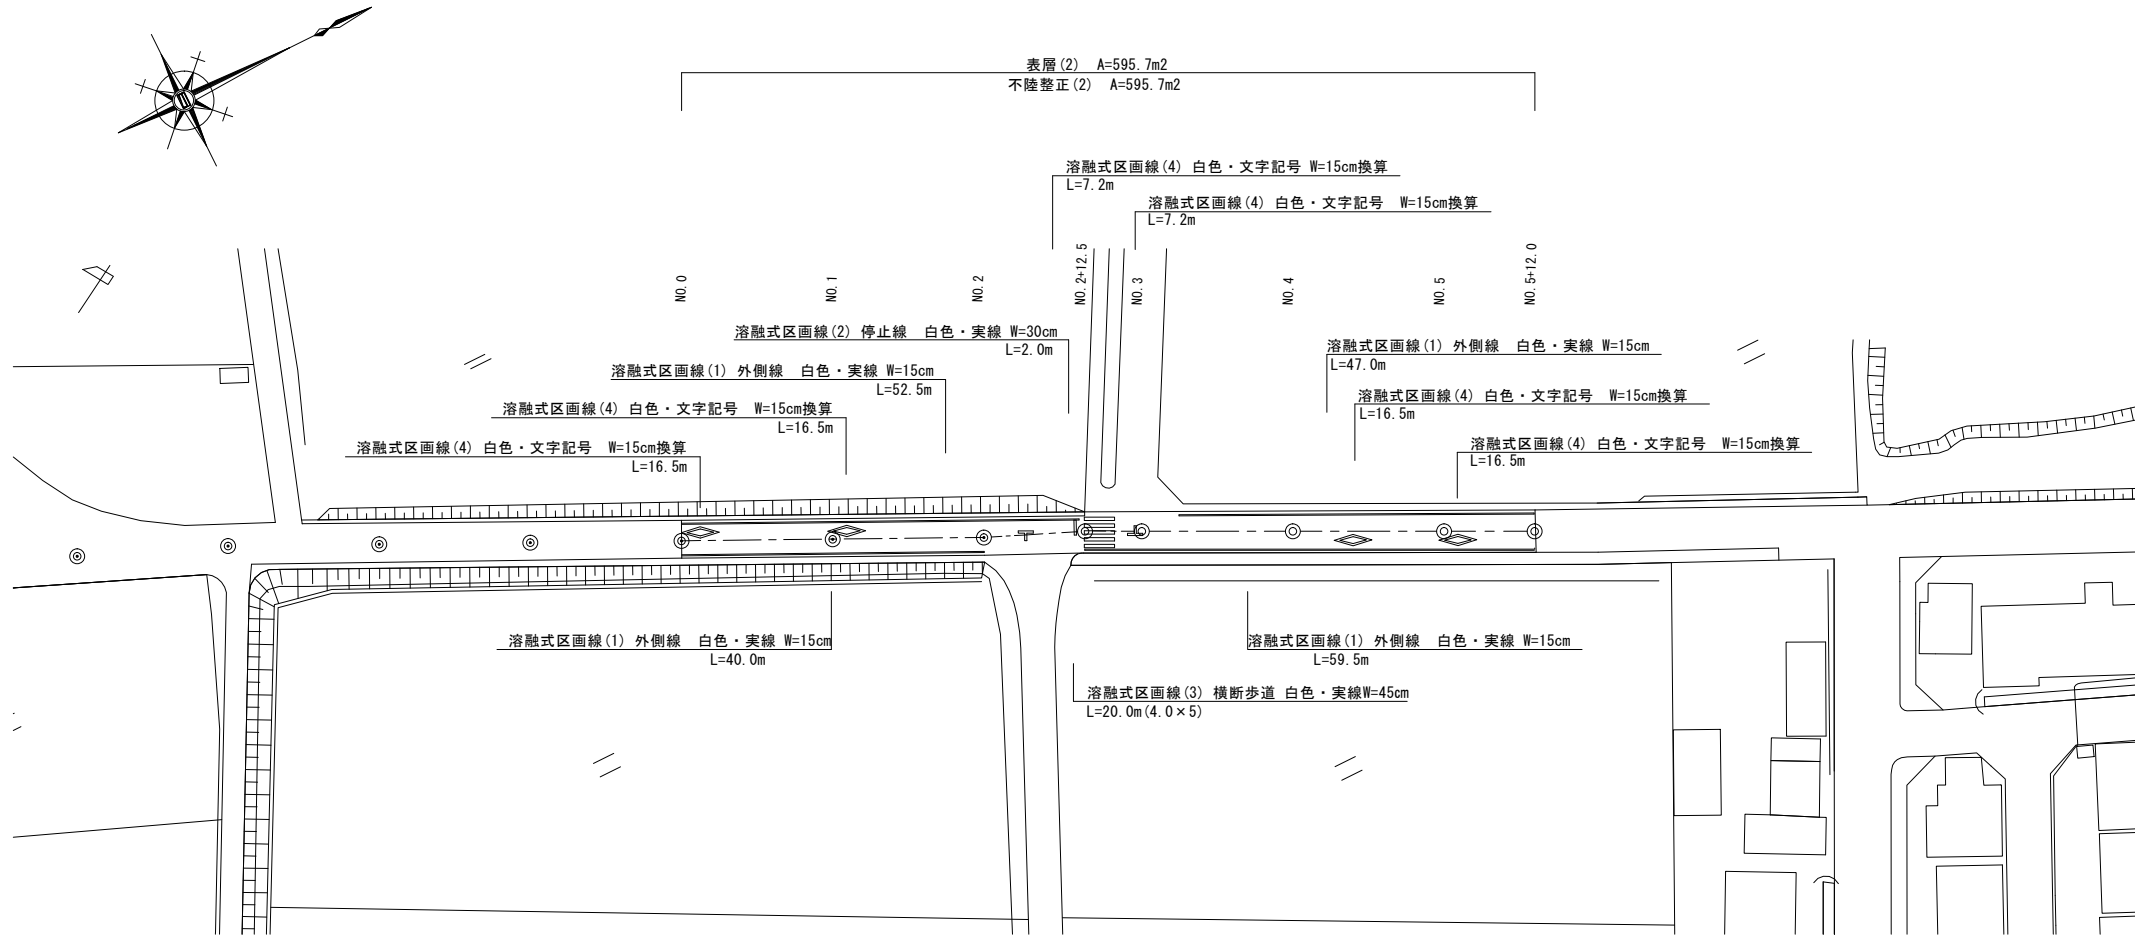 表層(2)　A=595.7m2
不陸整正(2)　A=595.7m2
溶融式区画線(4) 白色・文字記号 W=15cm換算
L=7.2m
溶融式区画線(4) 白色・文字記号　W=15cm換算
L=7.2m
NO.0
NO.1
NO.2
NO.2+12.5
NO.3
NO.4
NO.5
NO.5+12.0
溶融式区画線(2) 停止線　白色・実線 W=30cm
L=2.0m
溶融式区画線(1) 外側線　白色・実線 W=15cm
L=52.5m
溶融式区画線(4) 白色・文字記号　W=15cm換算
L=16.5m
溶融式区画線(4) 白色・文字記号　W=15cm換算
L=16.5m
溶融式区画線(1) 外側線　白色・実線 W=15cm
L=47.0m
溶融式区画線(4) 白色・文字記号　W=15cm換算
L=16.5m
溶融式区画線(4) 白色・文字記号　W=15cm換算
L=16.5m
溶融式区画線(1) 外側線　白色・実線 W=15cm
L=40.0m
溶融式区画線(1) 外側線　白色・実線 W=15cm
L=59.5m
溶融式区画線(3) 横断歩道 白色・実線W=45cm
L=20.0m(4.0×5)